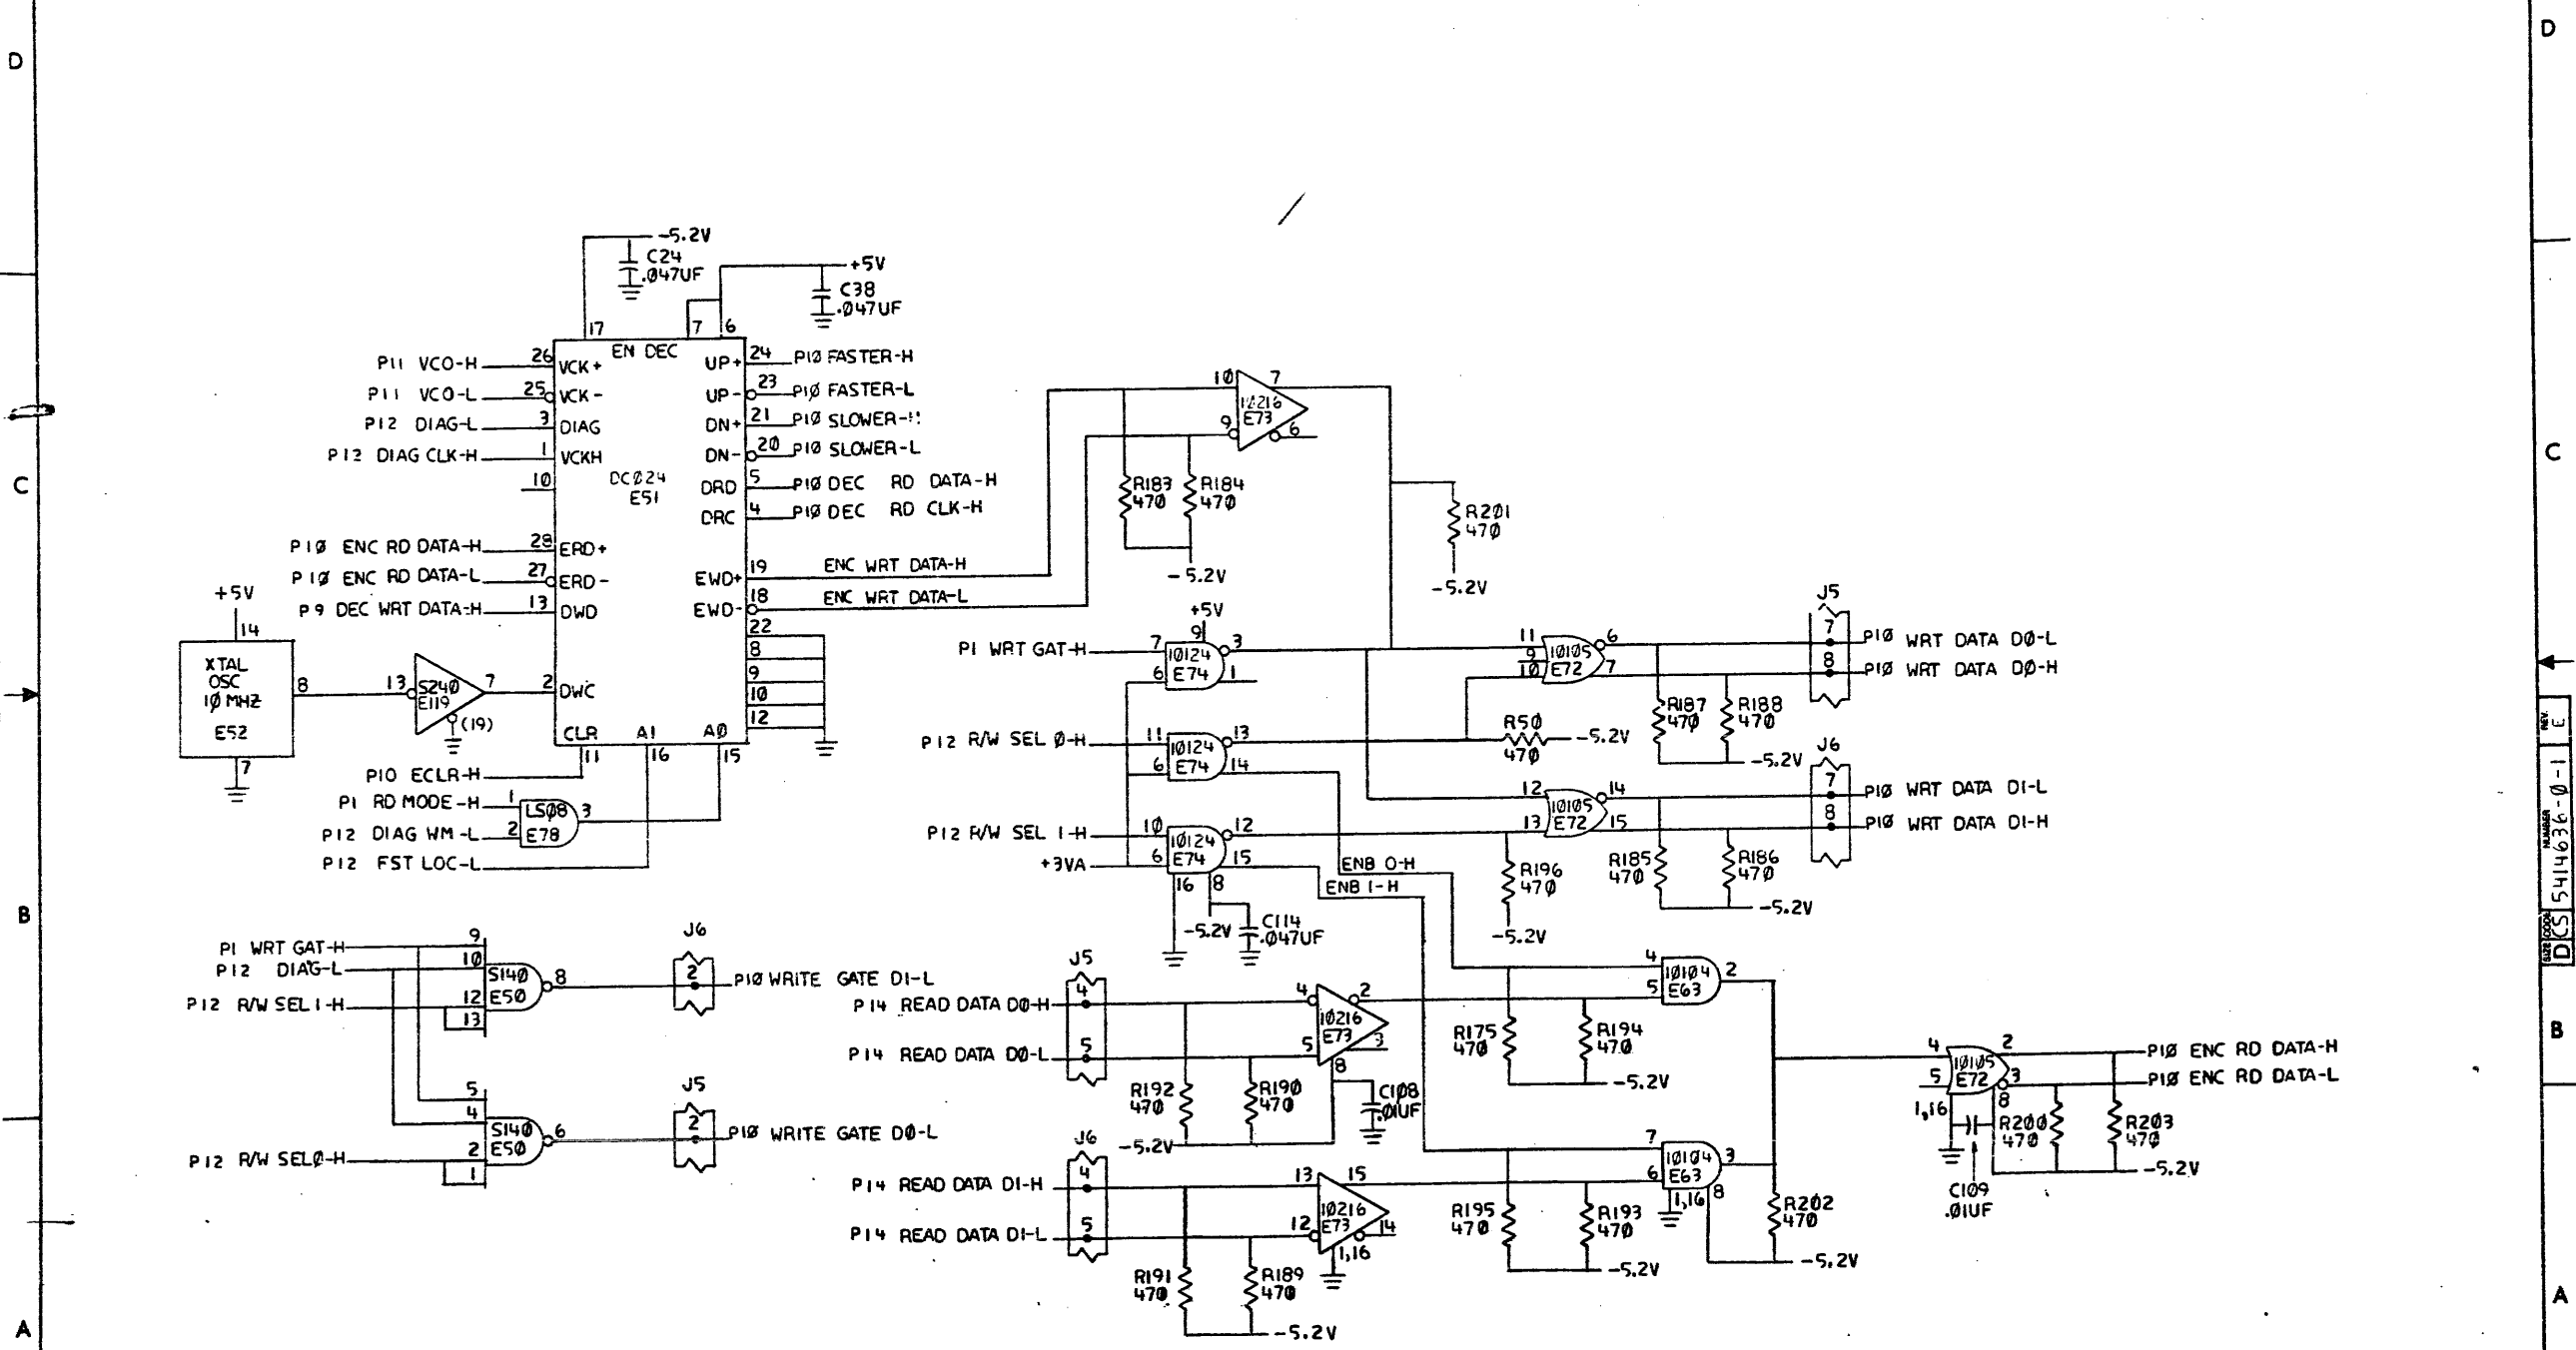 D
D
-5.2V
C24
.047UF
+5V
C38
.047UF
17
7
6
EN DEC
P11 VCO-H
26
VCK+
P11 VCO-L
25
VCK-
P12 DIAG-L
3
DIAG
P12 DIAG CLK-H
1
VCKH
10
DC024
E51
UP+
24
P10 FASTER-H
UP-
23
P10 FASTER-L
DN+
21
P10 SLOWER-H
DN-
20
P10 SLOWER-L
DRD
5
P10 DEC RD DATA-H
DRC
4
P10 DEC RD CLK-H
P10 ENC RD DATA-H
28
ERD+
P10 ENC RD DATA-L
27
ERD-
P9 DEC WRT DATA-H
13
DWD
EWD+
19
ENC WRT DATA-H
EWD-
18
ENC WRT DATA-L
22
8
9
10
12
+5V
14
XTAL
OSC
10 MHZ
E52
8
7
13
S240
E119
7
(19)
2
DWC
CLR
A1
A0
11
16
15
P10 ECLR-H
P1 RD MODE-H
1
LS08
3
P12 DIAG WM-L
2
E78
P12 FST LOC-L
10
7
10216
E73
9
6
R183
470
R184
470
-5.2V
R201
470
-5.2V
+5V
9
P1 WRT GAT-H
7
10124
E74
3
6
1
P12 R/W SEL 0-H
11
10124
E74
13
6
14
P12 R/W SEL 1-H
10
10124
E74
12
+3VA
6
15
16
8
-5.2V
C114
.047UF
ENB 0-H
ENB 1-H
11
9
10
10105
E72
6
7
R50
470
-5.2V
R187
470
R188
470
-5.2V
J5
7
P10 WRT DATA D0-L
8
P10 WRT DATA D0-H
12
10105
E72
14
13
15
R196
470
-5.2V
R185
470
R186
470
-5.2V
J6
7
P10 WRT DATA D1-L
8
P10 WRT DATA D1-H
C
C
P1 WRT GAT-H
9
P12 DIAG-L
10
S140
E50
8
P12 R/W SEL 1-H
12
13
J6
2
P10 WRITE GATE D1-L
5
4
S140
E50
6
P12 R/W SEL0-H
2
1
J5
2
P10 WRITE GATE D0-L
J5
P14 READ DATA D0-H
4
P14 READ DATA D0-L
5
4
10216
E73
2
5
3
8
R192
470
R190
470
C108
.01UF
-5.2V
J6
P14 READ DATA D1-H
4
P14 READ DATA D1-L
5
13
10216
E73
15
12
14
1,16
R191
470
R189
470
-5.2V
4
5
10104
E63
2
R175
470
R194
470
-5.2V
7
6
10104
E63
3
1,16
8
R195
470
R193
470
-5.2V
R202
470
-5.2V
4
5
10105
E72
2
3
P10 ENC RD DATA-H
P10 ENC RD DATA-L
1,16
8
R200
470
R203
470
-5.2V
C109
.01UF
B
B
A
A
SIZE
D
CODE
CS
NUMBER
5414636-0-1
REV.
E